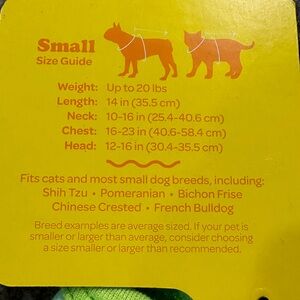 Small
Size Guide
Weight: Up to 20 lbs
Length: 14 in (35.5 cm)
Neck: 10-16 in (25.4-40.6 cm)
Chest: 16-23 in (40.6-58.4 cm)
Head: 12-16 in (30.4-35.5 cm)
Fits cats and most small dog breeds, including:
Shih Tzu • Pomeranian • Bichon Frise
Chinese Crested • French Bulldog
Breed examples are average sized. If your pet is
smaller or larger than average, consider choosing
a size smaller or larger than recommended.